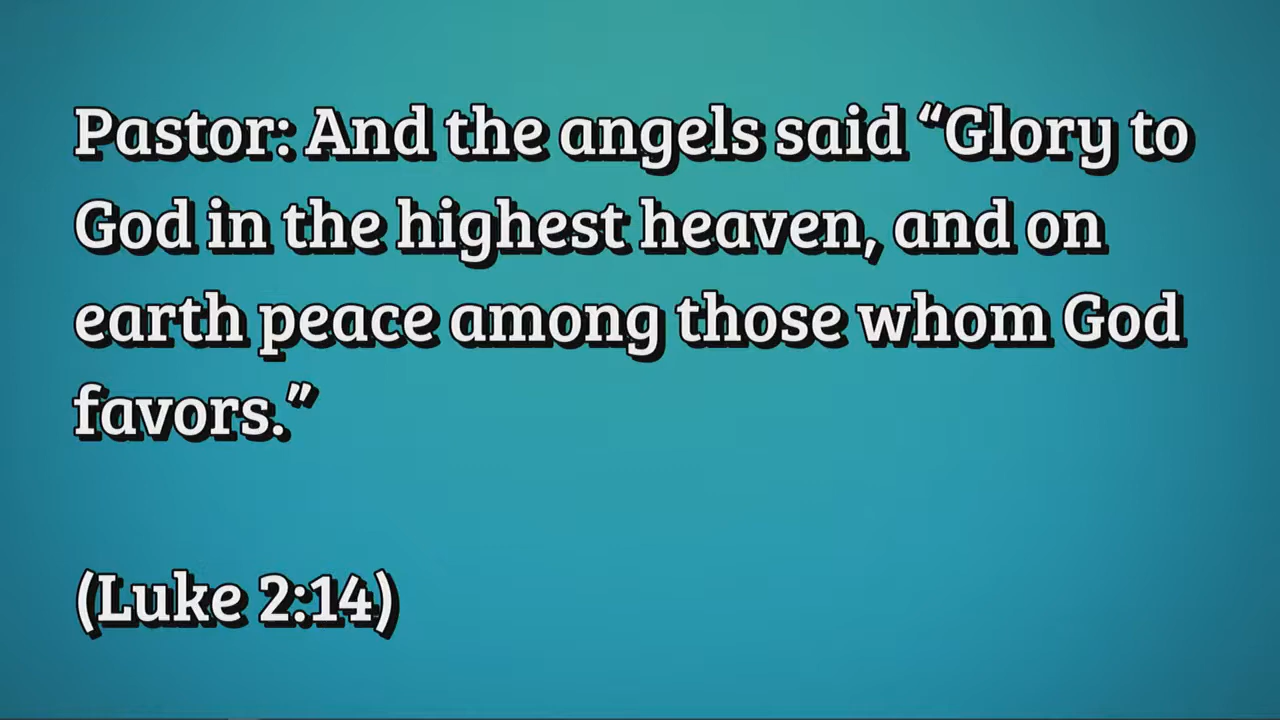 Pastor: And the angels said “Glory to
God in the highest heaven, and on
earth peace among those whom God
favors.”
(Luke 2:14)